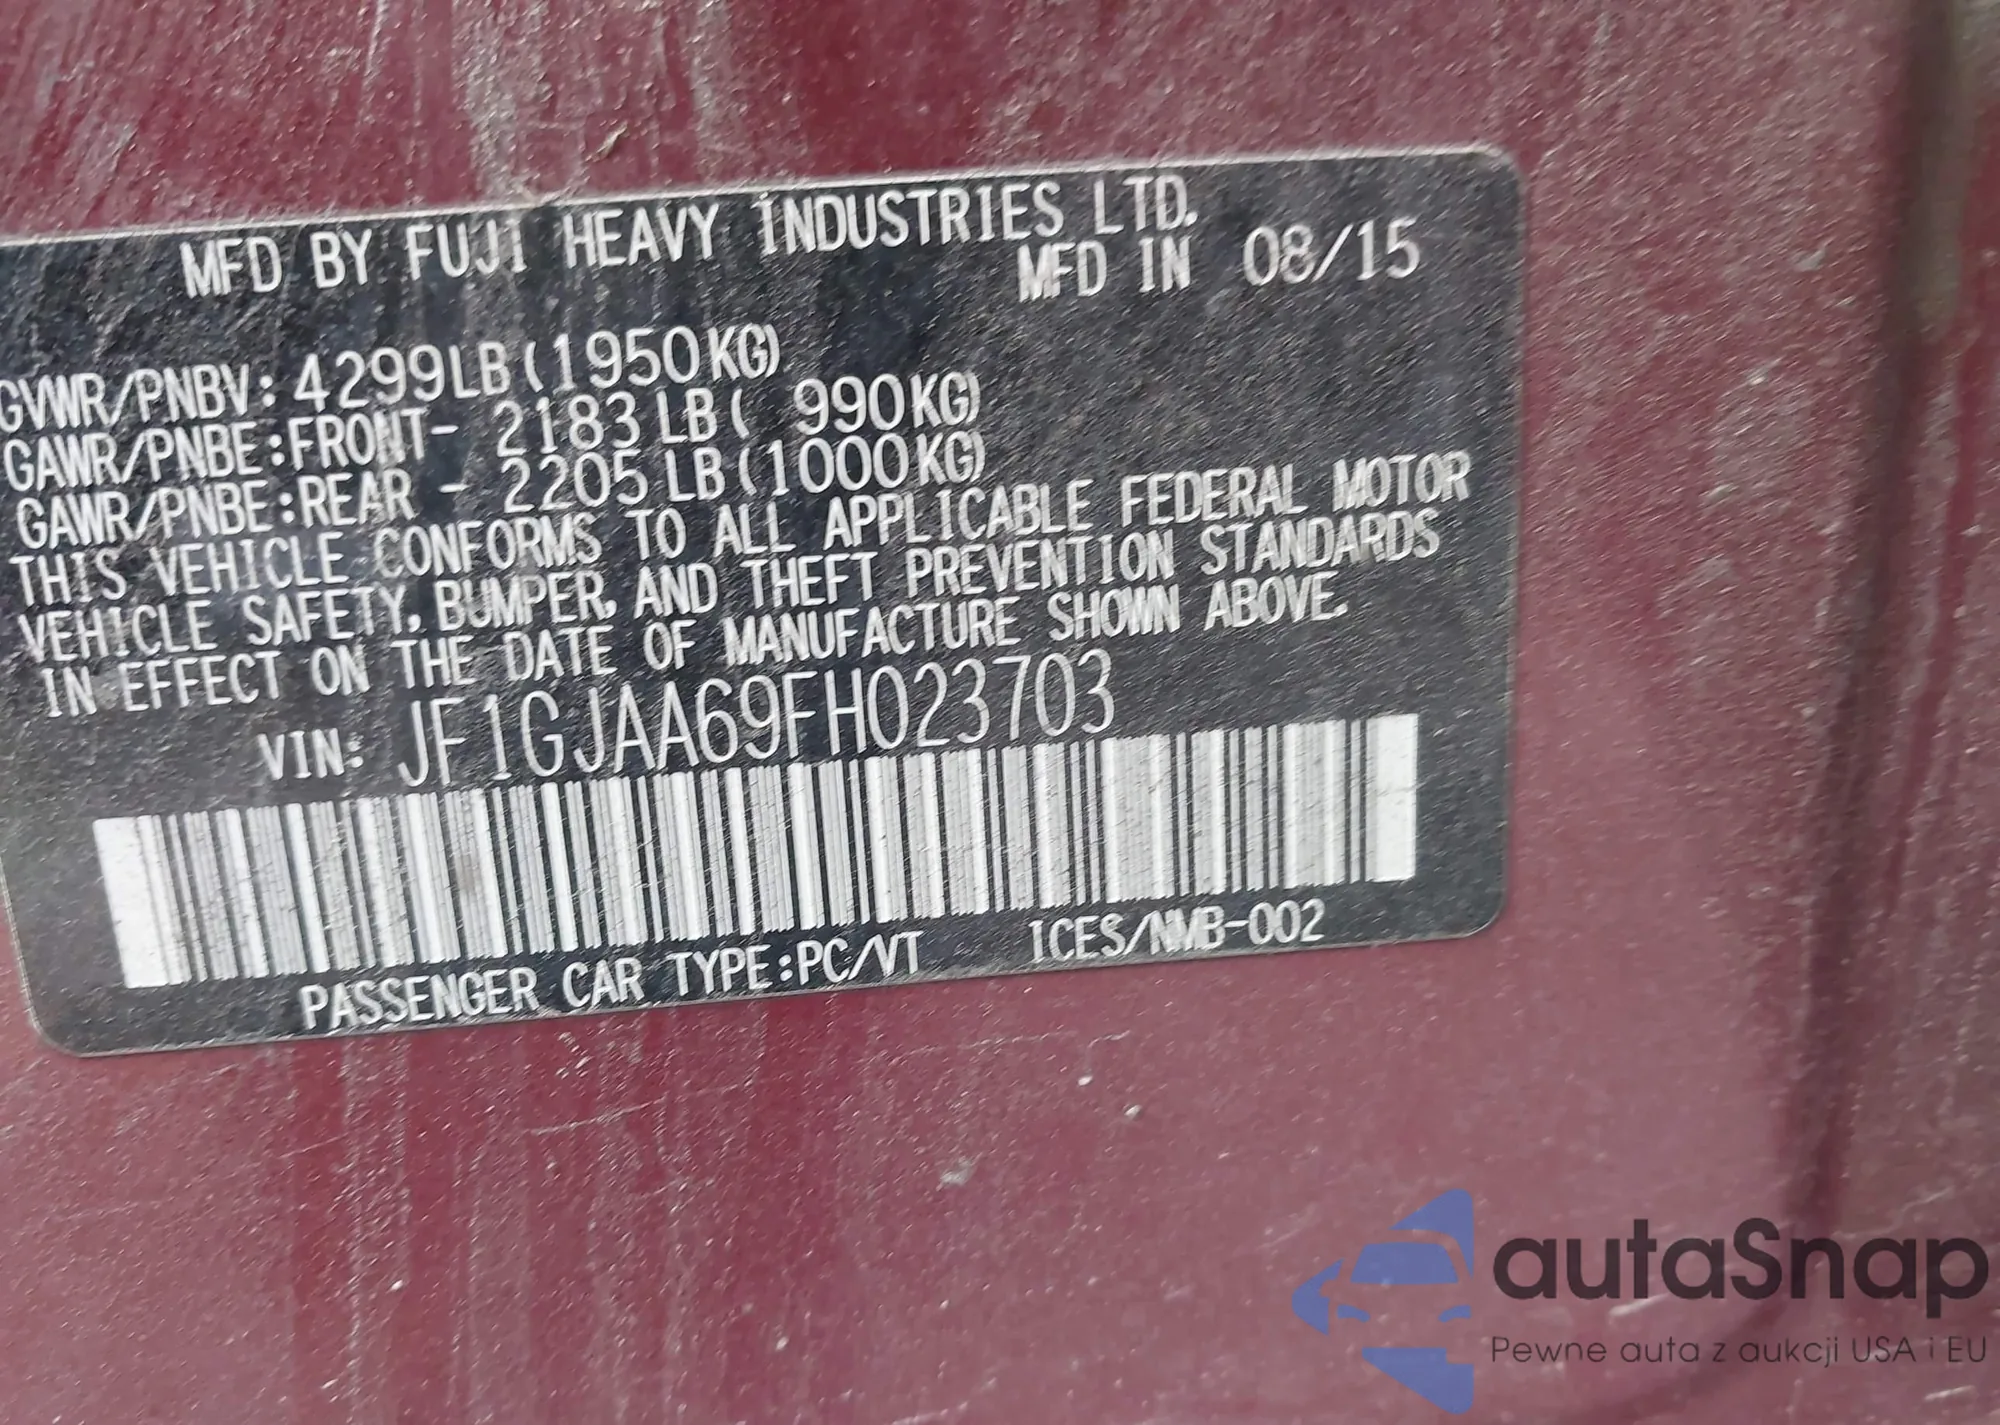 MFD BY FUJI HEAVY INDUSTRIES LTD.
MFD IN 08/15
GVWR/PNBV: 4299LB(1950KG)
GAWR/PNBE:FRONT- 2183LB( 990KG)
GAWR/PNBE:REAR - 2205LB(1000KG)
THIS VEHICLE CONFORMS TO ALL APPLICABLE FEDERAL MOTOR
VEHICLE SAFETY, BUMPER, AND THEFT PREVENTION STANDARDS
IN EFFECT ON THE DATE OF MANUFACTURE SHOWN ABOVE.
VIN: JF1GJAA69FH023703
PASSENGER CAR TYPE:PC/VT ICES/NMB-002
autaSnap
Pewne auta z aukcji USA i EU